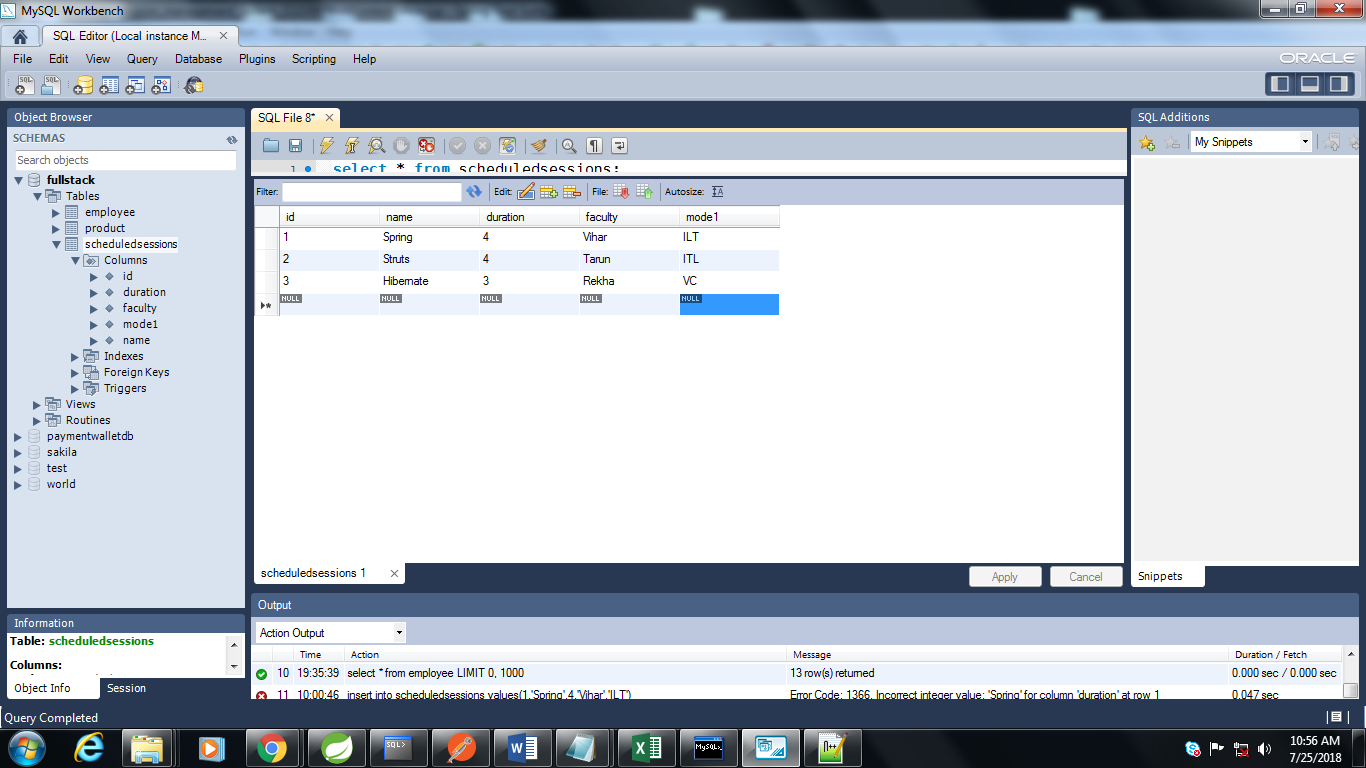 MySQL Workbench
SQL Editor (Local instance M...
File Edit View Query Database Plugins Scripting Help
ORACLE
Object Browser
SCHEMAS
Search objects
fullstack
Tables
employee
product
scheduledsessions
Columns
id
duration
faculty
mode1
name
Indexes
Foreign Keys
Triggers
Views
Routines
paymentwalletdb
sakila
test
world
Information
Table: scheduledsessions
Columns:
Object Info Session
SQL File 8*
1 select * from scheduledsessions;
Filter: Edit: File: Autosize:
id name duration faculty mode1
1 Spring 4 Vihar ILT
2 Struts 4 Tarun ITL
3 Hibernate 3 Rekha VC
NULL NULL NULL NULL NULL
scheduledsessions 1
Apply Cancel
SQL Additions
My Snippets
Snippets
Output
Action Output
Time Action Message Duration / Fetch
10 19:35:39 select * from employee LIMIT 0, 1000 13 row(s) returned 0.000 sec / 0.000 sec
11 10:00:46 insert into scheduledsessions values(1,'Spring',4,'Vihar','ILT') Error Code: 1366. Incorrect integer value: 'Spring' for column 'duration' at row 1 0.047 sec
Query Completed
10:56 AM
7/25/2018